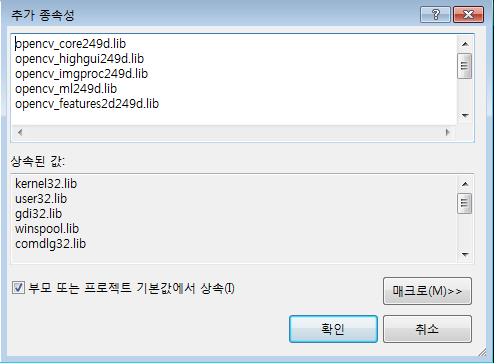 추가 종속성
opencv_core249d.lib
opencv_highgui249d.lib
opencv_imgproc249d.lib
opencv_ml249d.lib
opencv_features2d249d.lib
상속된 값:
kernel32.lib
user32.lib
gdi32.lib
winspool.lib
comdlg32.lib
부모 또는 프로젝트 기본값에서 상속(I)
매크로(M)>>
확인
취소